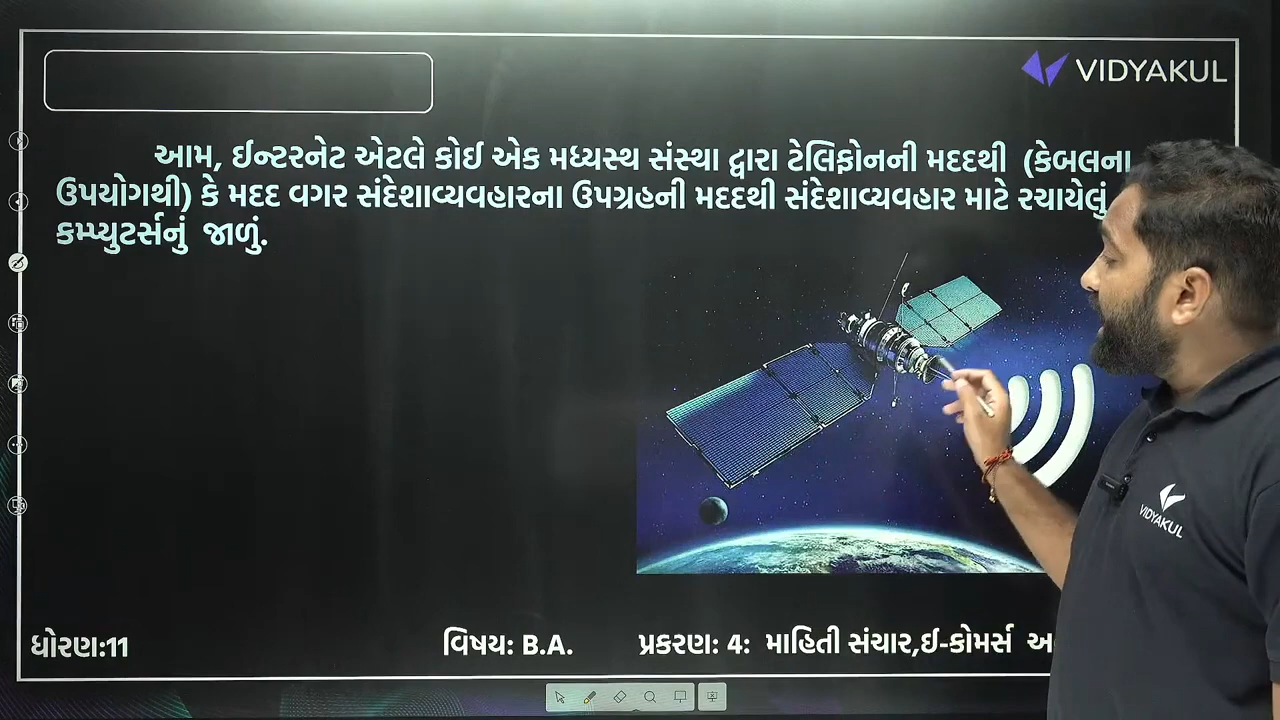 VIDYAKUL
આમ, ઈન્ટરનેટ એટલે કોઈ એક મધ્યસ્થ સંસ્થા દ્વારા ટેલિફોનની મદદથી (કેબલના
ઉપયોગથી) કે મદદ વગર સંદેશાવ્યવહારના ઉપગ્રહની મદદથી સંદેશાવ્યવહાર માટે રચાયેલું
કમ્પ્યુટર્સનું જાળું.
VIDYAKUL
ધોરણ:11 વિષય: B.A. પ્રકરણ: 4: માહિતી સંચાર,ઈ-કોમર્સ